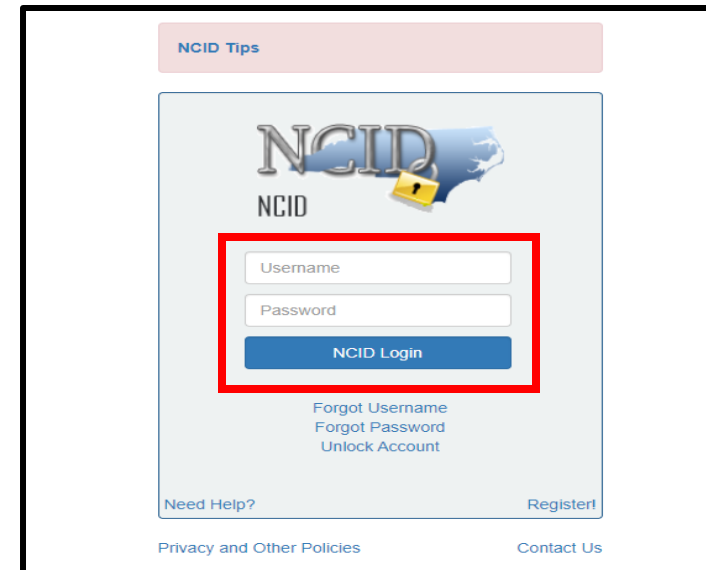 NCID Tips
NCID
NCID
Username
Password
NCID Login
Forgot Username
Forgot Password
Unlock Account
Need Help? Register!
Privacy and Other Policies Contact Us